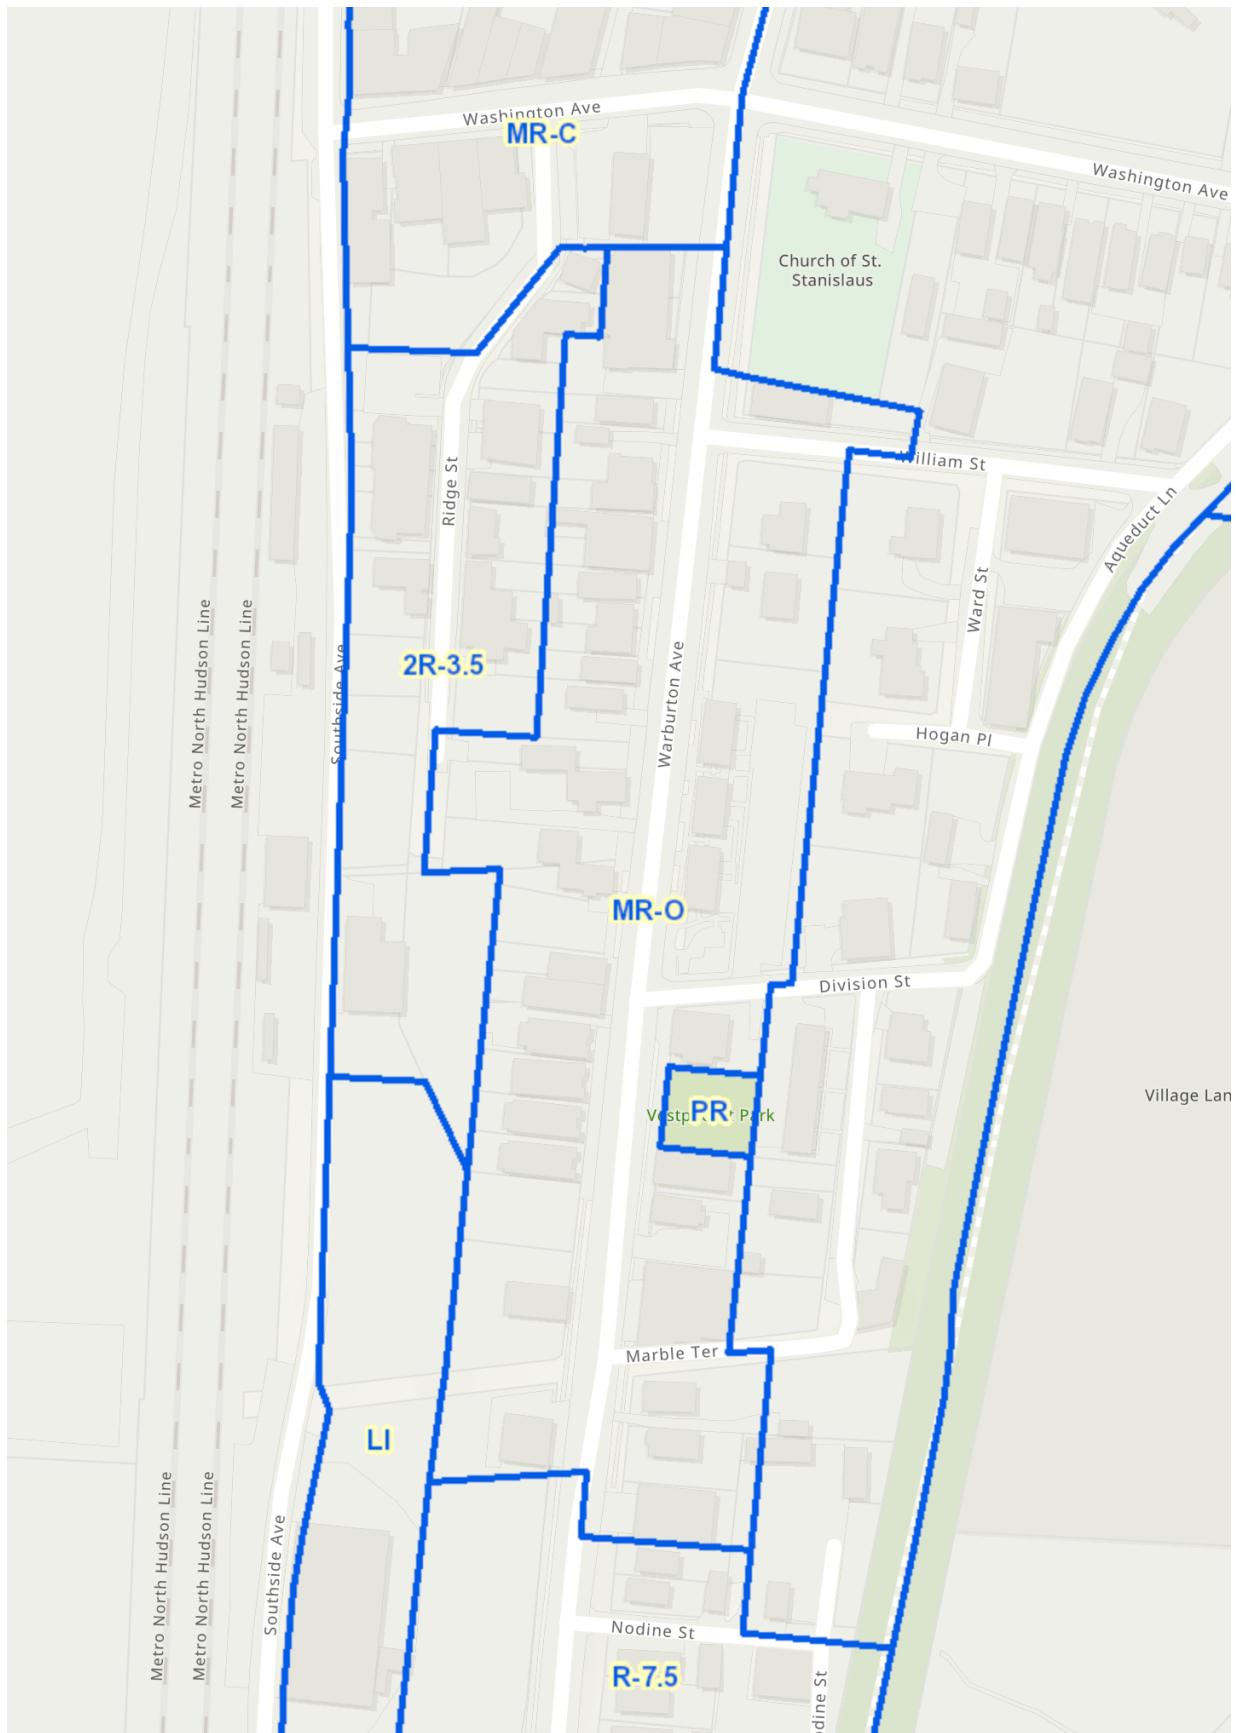 Washington Ave
MR-C
Washington Ave
Church of St.
Stanislaus
William St
Ridge St
Aqueduct Ln
Ward St
Metro North Hudson Line
Metro North Hudson Line
Southside Ave
2R-3.5
Warburton Ave
Hogan Pl
MR-O
Division St
Village Lan
PR
Park
Marble Ter
LI
Metro North Hudson Line
Metro North Hudson Line
Southside Ave
Nodine St
R-7.5
odine St